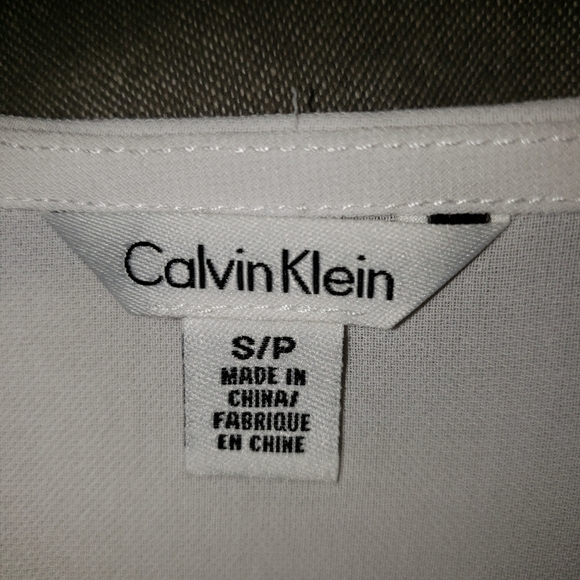 Calvin Klein
S/P
MADE IN
CHINA/
FABRIQUE
EN CHINE